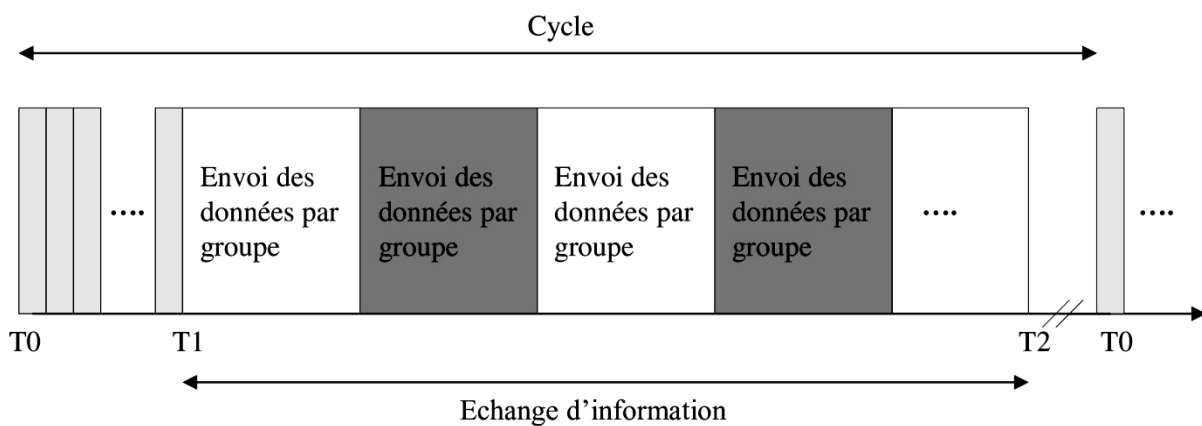 Cycle
Envoi des
données par
groupe
Envoi des
données par
groupe
Envoi des
données par
groupe
Envoi des
données par
groupe
....
....
....
T0
T1
T2
T0
Echange d’information